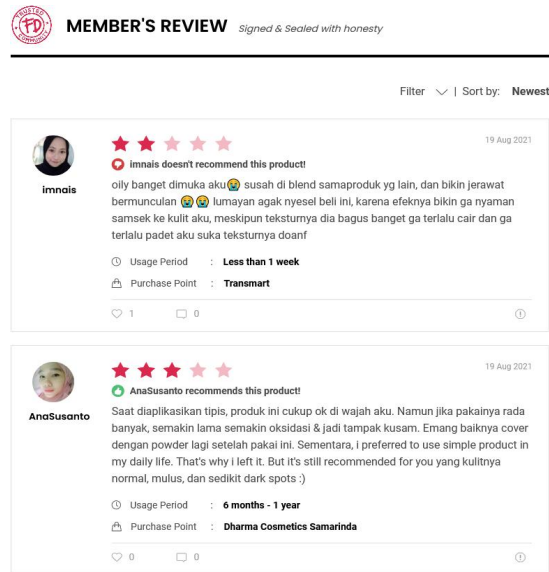 TRUSTED
FD
COMMUNITY
MEMBER'S REVIEW Signed & Sealed with honesty
Filter | Sort by: Newest
19 Aug 2021
imnais doesn't recommend this product!
imnais
oily banget dimuka aku😭 susah di blend samaproduk yg lain, dan bikin jerawat
bermunculan 😭😭 lumayan agak nyesel beli ini, karena efeknya bikin ga nyaman
samsek ke kulit aku, meskipun teksturnya dia bagus banget ga terlalu cair dan ga
terlalu padet aku suka teksturnya doanf
Usage Period : Less than 1 week
Purchase Point : Transmart
1 0
19 Aug 2021
AnaSusanto recommends this product!
AnaSusanto
Saat diaplikasikan tipis, produk ini cukup ok di wajah aku. Namun jika pakainya rada
banyak, semakin lama semakin oksidasi & jadi tampak kusam. Emang baiknya cover
dengan powder lagi setelah pakai ini. Sementara, i preferred to use simple product in
my daily life. That's why i left it. But it's still recommended for you yang kulitnya
normal, mulus, dan sedikit dark spots :)
Usage Period : 6 months - 1 year
Purchase Point : Dharma Cosmetics Samarinda
0 0